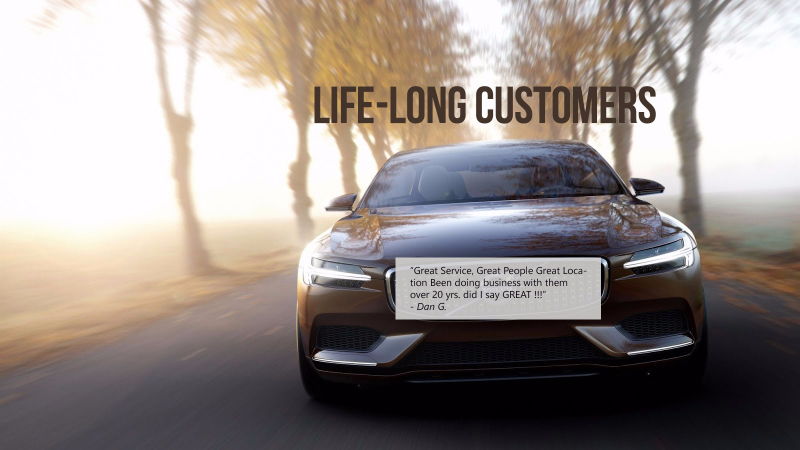 LIFE-LONG CUSTOMERS
"Great Service, Great People Great Loca-
tion Been doing business with them
over 20 yrs. did I say GREAT !!!"
- Dan G.